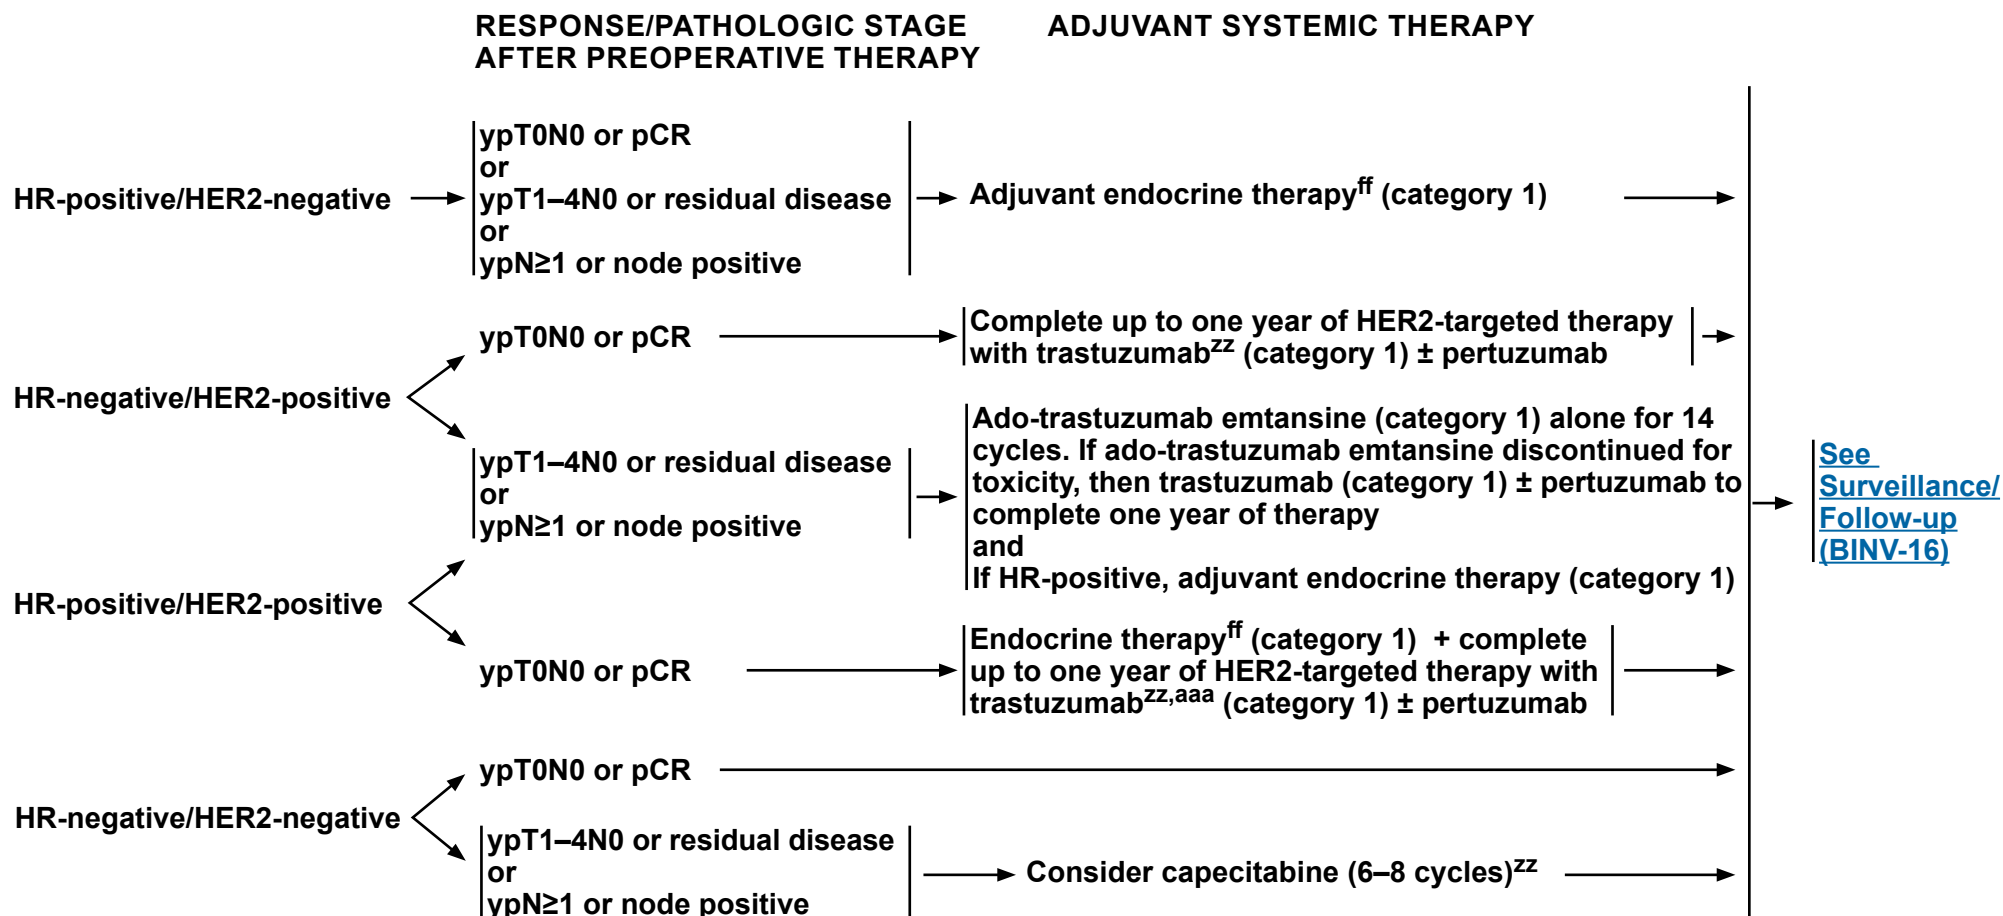 RESPONSE/PATHOLOGIC STAGE
AFTER PREOPERATIVE THERAPY
ADJUVANT SYSTEMIC THERAPY
HR-positive/HER2-negative
ypT0N0 or pCR
or
ypT1–4N0 or residual disease
or
ypN≥1 or node positive
Adjuvant endocrine therapyff (category 1)
HR-negative/HER2-positive
ypT0N0 or pCR
Complete up to one year of HER2-targeted therapy
with trastuzumabzz (category 1) ± pertuzumab
ypT1–4N0 or residual disease
or
ypN≥1 or node positive
Ado-trastuzumab emtansine (category 1) alone for 14
cycles. If ado-trastuzumab emtansine discontinued for
toxicity, then trastuzumab (category 1) ± pertuzumab to
complete one year of therapy
and
If HR-positive, adjuvant endocrine therapy (category 1)
HR-positive/HER2-positive
ypT0N0 or pCR
Endocrine therapyff (category 1) + complete
up to one year of HER2-targeted therapy with
trastuzumabzz,aaa (category 1) ± pertuzumab
HR-negative/HER2-negative
ypT0N0 or pCR
ypT1–4N0 or residual disease
or
ypN≥1 or node positive
Consider capecitabine (6–8 cycles)zz
See
Surveillance/
Follow-up
(BINV-16)